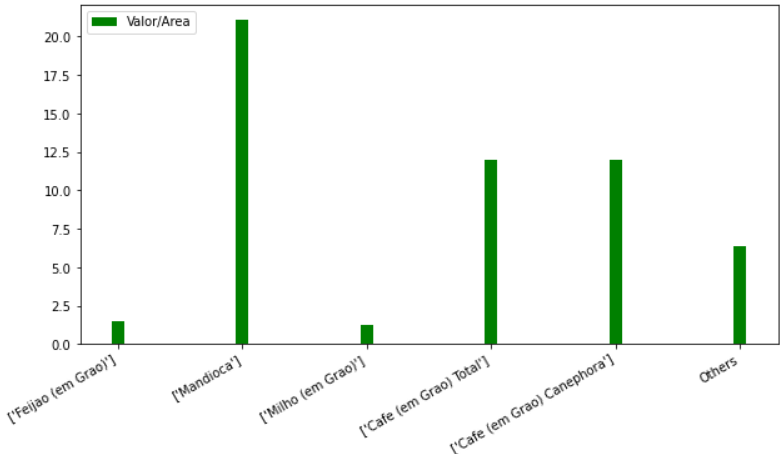 Valor/Area
20.0
17.5
15.0
12.5
10.0
7.5
5.0
2.5
0.0
['Feijao (em Grao)']
['Mandioca']
['Milho (em Grao)']
['Cafe (em Grao) Total']
['Cafe (em Grao) Canephora']
Others